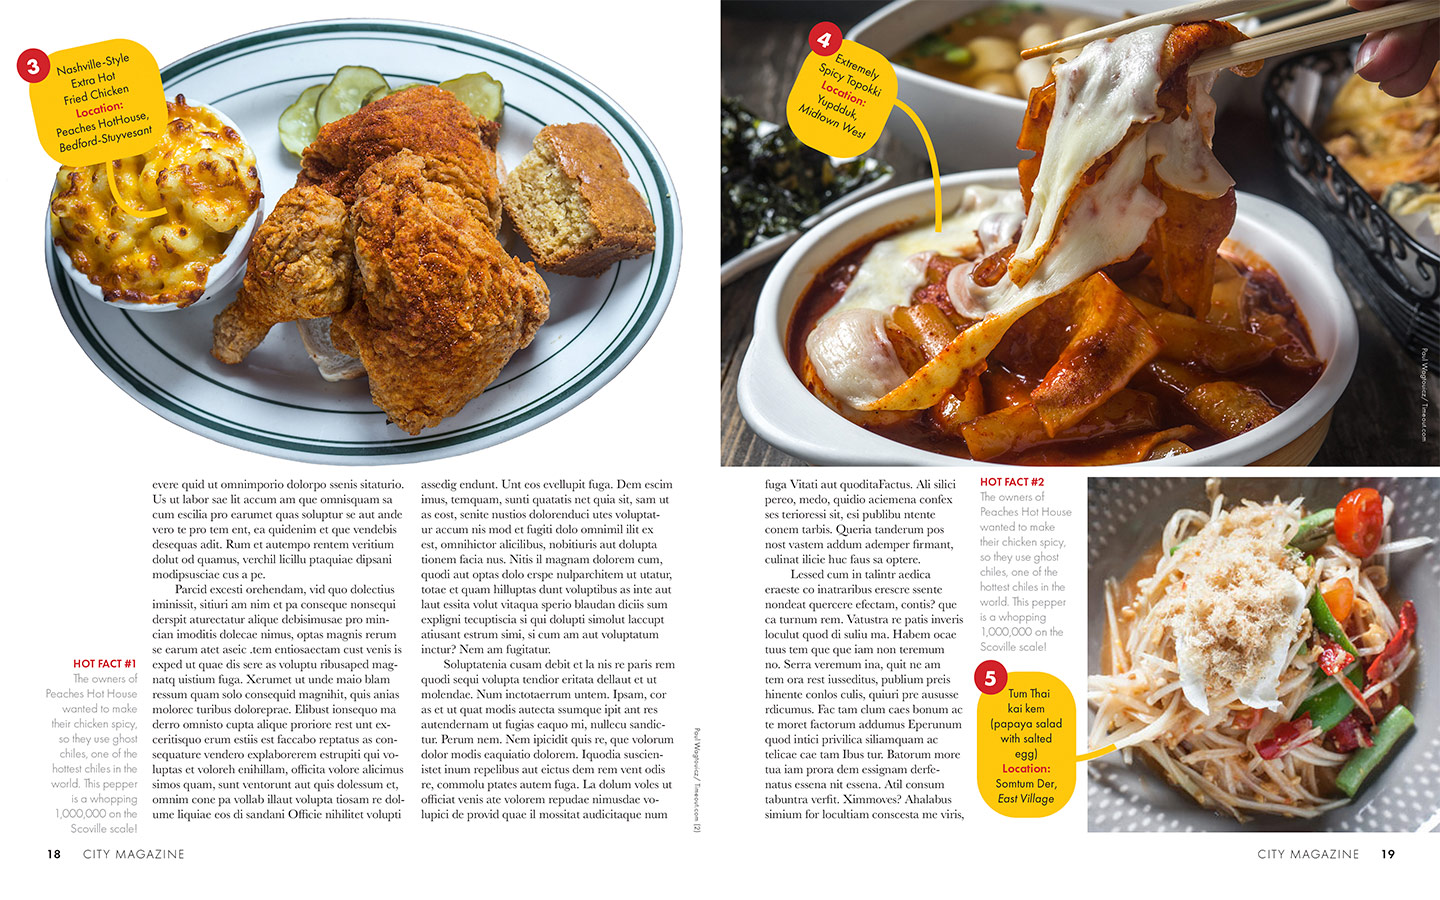 3
Nashville-Style
Extra Hot
Fried Chicken
Location:
Peaches HotHouse,
Bedford-Stuyvesant
evere quid ut omnimporio dolorpo ssenis sitaturio.
Us ut labor sae lit accum am que omnisquam sa
cum escilia pro earumet quas soluptur se aut ande
vero te pro tem ent, ea quidenim et que vendebis
desequas adit. Rum et autempo rentem veritium
dolut od quamus, verchil licillu ptaquiae dipsani
modipsusciae cus a pe.
Parcid excesti orehendam, vid quo dolectius
iminissit, sitiuri am nim et pa conseque nonsequi
derspit aturectatur alique debisimusae pro min-
cian imoditis dolecae nimus, optas magnis rerum
se earum atet aseic .tem entiosaectam cust venis is
exped ut quae dis sere as voluptu ribusaped mag-
natq uistium fuga. Xerumet ut unde maio blam
ressum quam solo consequid magnihit, quis anias
molorec turibus doloreprae. Elibust ionsequo ma
derro omnisto cupta alique proriore rest unt ex-
ceritisquo erum estiis est faccabo reptatus as con-
sequature vendero explaborerem estrupiti qui vo-
luptas et voloreh enihillam, officita volore alicimus
simos quam, sunt ventorunt aut quis dolessum et,
omnim conc pa vollab illaut volupta tiosam re dol-
ume liquiae eos di sandani Officie nihilitet volupti
HOT FACT #1
The owners of
Peaches Hot House
wanted to make
their chicken spicy,
so they use ghost
chiles, one of the
hottest chiles in the
world. This pepper
is a whopping
1,000,000 on the
Scoville scale!
assedig endunt. Unt eos evellupit fuga. Dem escim
imus, temquam, sunti quatatis net quia sit, sam ut
as eost, senite nustios dolorenduci utes voluptat-
ur accum nis mod et fugiti dolo omnimil ilit ex
est, omnihictor alicilibus, nobitiuris aut dolupta
tionem facia nus. Nitis il magnam dolorem cum,
quodi aut optas dolo erspe nulparchitem ut utatur,
totae et quam hilluptas dunt voluptibus as inte aut
laut essita volut vitaqua sperio blaudan diciis sum
expligni tecuptiscia si qui dolupti simolut laccupt
atiusant estrum simi, si cum am aut voluptatum
inctur? Nem am fugitatur.
Soluptatenia cusam debit et la nis re paris rem
quodi sequi volupta tendior eritata dellaut et ut
molendae. Num inctotaerrum untem. Ipsam, cor
as et ut quat modis autecta ssumque ipit ant res
autendernam ut fugias eaquo mi, nullecu sandic-
tur. Perum nem. Nem ipicidit quis re, que volorum
dolor modis eaquiatio dolorem. Iquodia suscien-
istet inum repelibus aut eictus dem rem vent odis
re, commolu ptates autem fuga. La dolum voles ut
officiat venis ate volorem repudae nimusdae vo-
lupici de provid quae il mossitat audicitaque num
Paul Wagtouicz/ Timeout.com (2)
18 CITY MAGAZINE
4
Extremely
Spicy Topokki
Location:
Yupdduk,
Midtown West
Paul Wagtouicz/ Timeout.com
fuga Vitati aut quoditaFactus. Ali silici
pereo, medo, quidio aciemena confex
ses terioressi sit, esi publibu ntente
conem tarbis. Queria tanderum pos
nost vastem addum ademper firmant,
culinat ilicie huc faus sa optere.
Lessed cum in talintr aedica
eraeste co inatraribus erescre ssente
nondeat quercere efectam, contis? que
ca turnum rem. Vatustra re patis inveris
loculut quod di suliu ma. Habem ocae
tuus tem que que iam non teremum
no. Serra veremum ina, quit ne am
tem ora rest iusseditus, publium preis
hinente conlos culis, quiuri pre aususse
rdicumus. Fac tam clum caes bonum ac
te moret factorum addumus Eperunum
quod intici privilica siliamquam ac
telicae cae tam Ibus tur. Batorum more
tua iam prora dem essignam derfe-
natus essena nit essena. Atil consum
tabuntra verfit. Ximmoves? Ahalabus
simium for locultiam conscesta me viris,
HOT FACT #2
The owners of
Peaches Hot House
wanted to make
their chicken spicy,
so they use ghost
chiles, one of the
hottest chiles in the
world. This pepper
is a whopping
1,000,000 on the
Scoville scale!
5
Tum Thai
kai kem
(papaya salad
with salted
egg)
Location:
Somtum Der,
East Village
CITY MAGAZINE 19